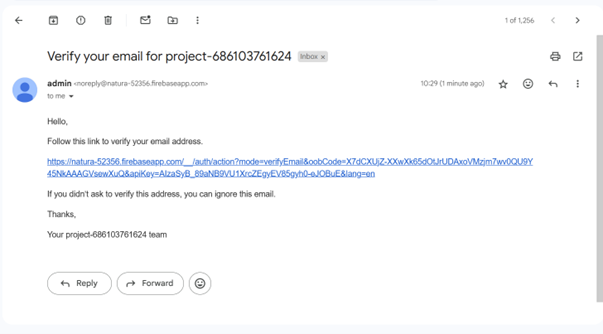 1 of 1,256
Verify your email for project-686103761624 Inbox x
admin <noreply@natura-52356.firebaseapp.com>
10:29 (1 minute ago)
to me
Hello,
Follow this link to verify your email address.
https://natura-52356.firebaseapp.com/__/auth/action?mode=verifyEmail&oobCode=X7dCXUjZ-XXwXk65dOtJrUDAxoVMzjm7wv0QU9Y
45NkAAAGVsewXuQ&apiKey=AIzaSyB_89aNB9VU1XrcZEgyEV85gyh0-eJOBuE&lang=en
If you didn't ask to verify this address, you can ignore this email.
Thanks,
Your project-686103761624 team
Reply
Forward